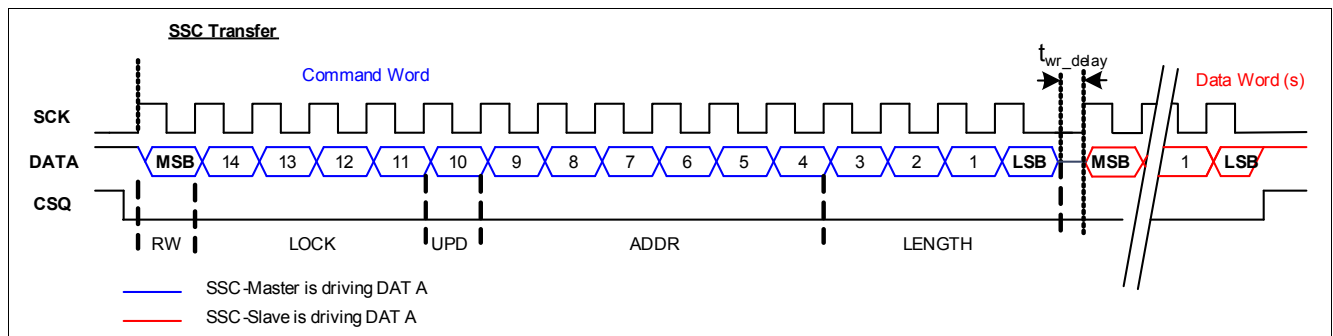 SSC Transfer
t wr_delay
Command Word
Data Word (s)
SCK
DATA MSB 14 13 12 11 10 9 8 7 6 5 4 3 2 1 LSB MSB 1 LSB
CSQ
RW LOCK UPD ADDR LENGTH
SSC-Master is driving DAT A
SSC-Slave is driving DAT A